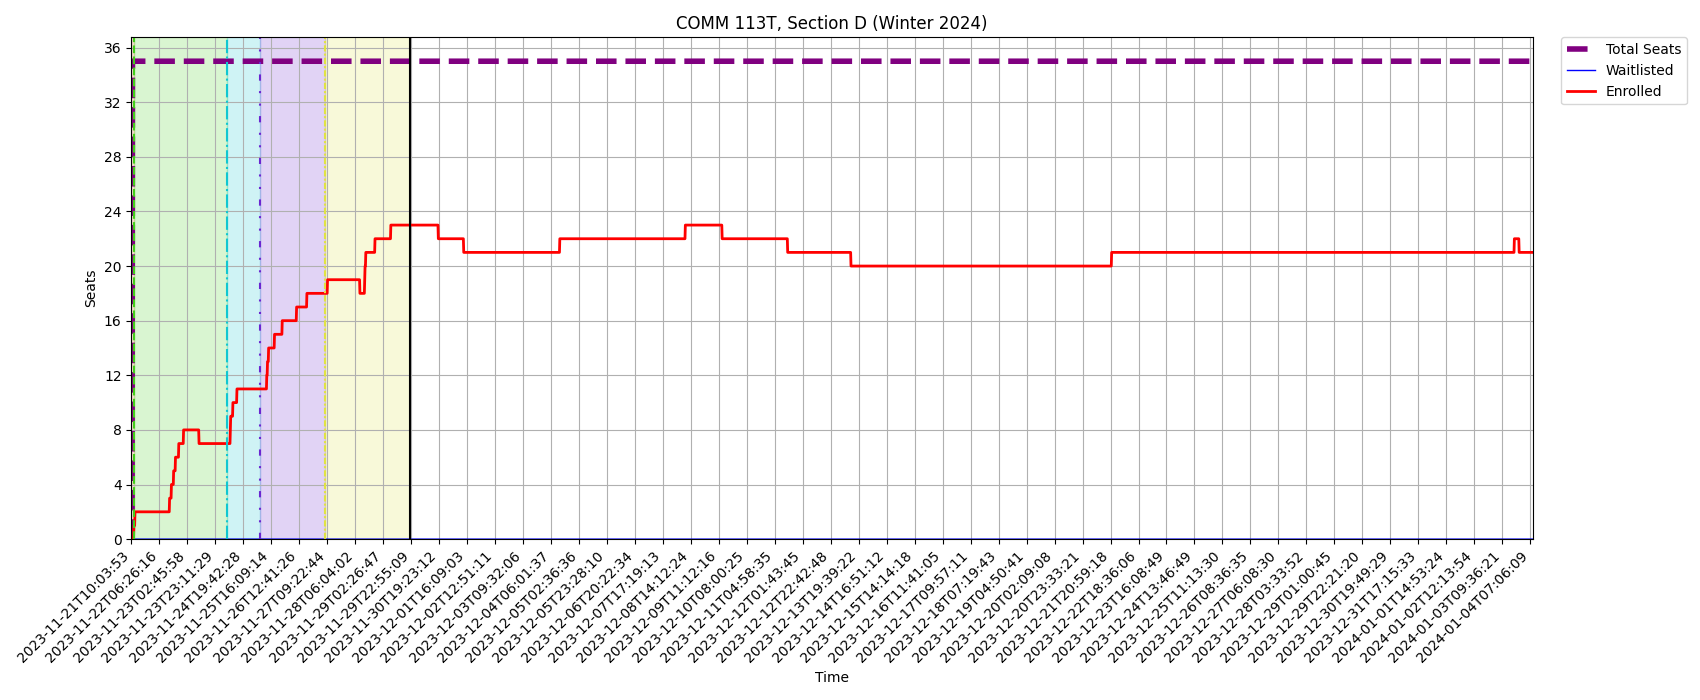 COMM 113T, Section D (Winter 2024)
Total Seats
Waitlisted
Enrolled
Seats
36
32
28
24
20
16
12
8
4
0
2023-11-21T10:03:53
2023-11-22T06:26:16
2023-11-23T02:45:58
2023-11-23T23:11:29
2023-11-24T19:42:28
2023-11-25T16:09:14
2023-11-26T12:41:26
2023-11-27T09:22:44
2023-11-28T06:04:02
2023-11-29T02:26:47
2023-11-29T22:55:09
2023-11-30T19:23:12
2023-12-01T16:09:03
2023-12-02T12:51:11
2023-12-03T09:32:06
2023-12-04T06:01:37
2023-12-05T02:36:36
2023-12-05T23:28:10
2023-12-06T20:22:34
2023-12-07T17:19:13
2023-12-08T14:12:24
2023-12-09T11:12:16
2023-12-10T08:00:25
2023-12-11T04:58:35
2023-12-12T01:43:45
2023-12-12T22:42:48
2023-12-13T19:39:22
2023-12-14T16:51:12
2023-12-15T14:14:18
2023-12-16T11:41:05
2023-12-17T09:57:11
2023-12-18T07:19:43
2023-12-19T04:50:41
2023-12-20T02:09:08
2023-12-20T23:33:21
2023-12-21T20:59:18
2023-12-22T18:36:06
2023-12-23T16:08:49
2023-12-24T13:46:49
2023-12-25T11:13:30
2023-12-26T08:36:35
2023-12-27T06:08:30
2023-12-28T03:33:52
2023-12-29T01:00:45
2023-12-29T22:21:20
2023-12-30T19:49:29
2023-12-31T17:15:33
2024-01-01T14:53:24
2024-01-02T12:13:54
2024-01-03T09:36:21
2024-01-04T07:06:09
Time